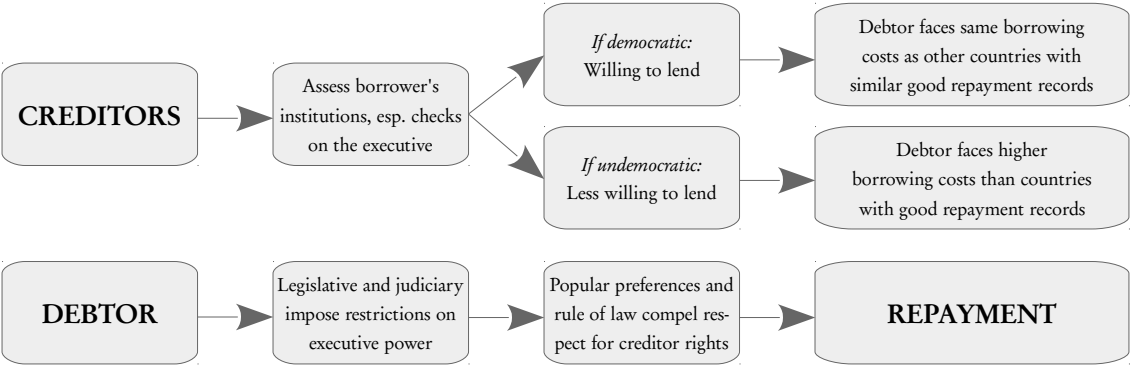 CREDITORS
Assess borrower's
institutions, esp. checks
on the executive
If democratic:
Willing to lend
Debtor faces same borrowing
costs as other countries with
similar good repayment records
If undemocratic:
Less willing to lend
Debtor faces higher
borrowing costs than countries
with good repayment records
DEBTOR
Legislative and judiciary
impose restrictions on
executive power
Popular preferences and
rule of law compel res-
pect for creditor rights
REPAYMENT